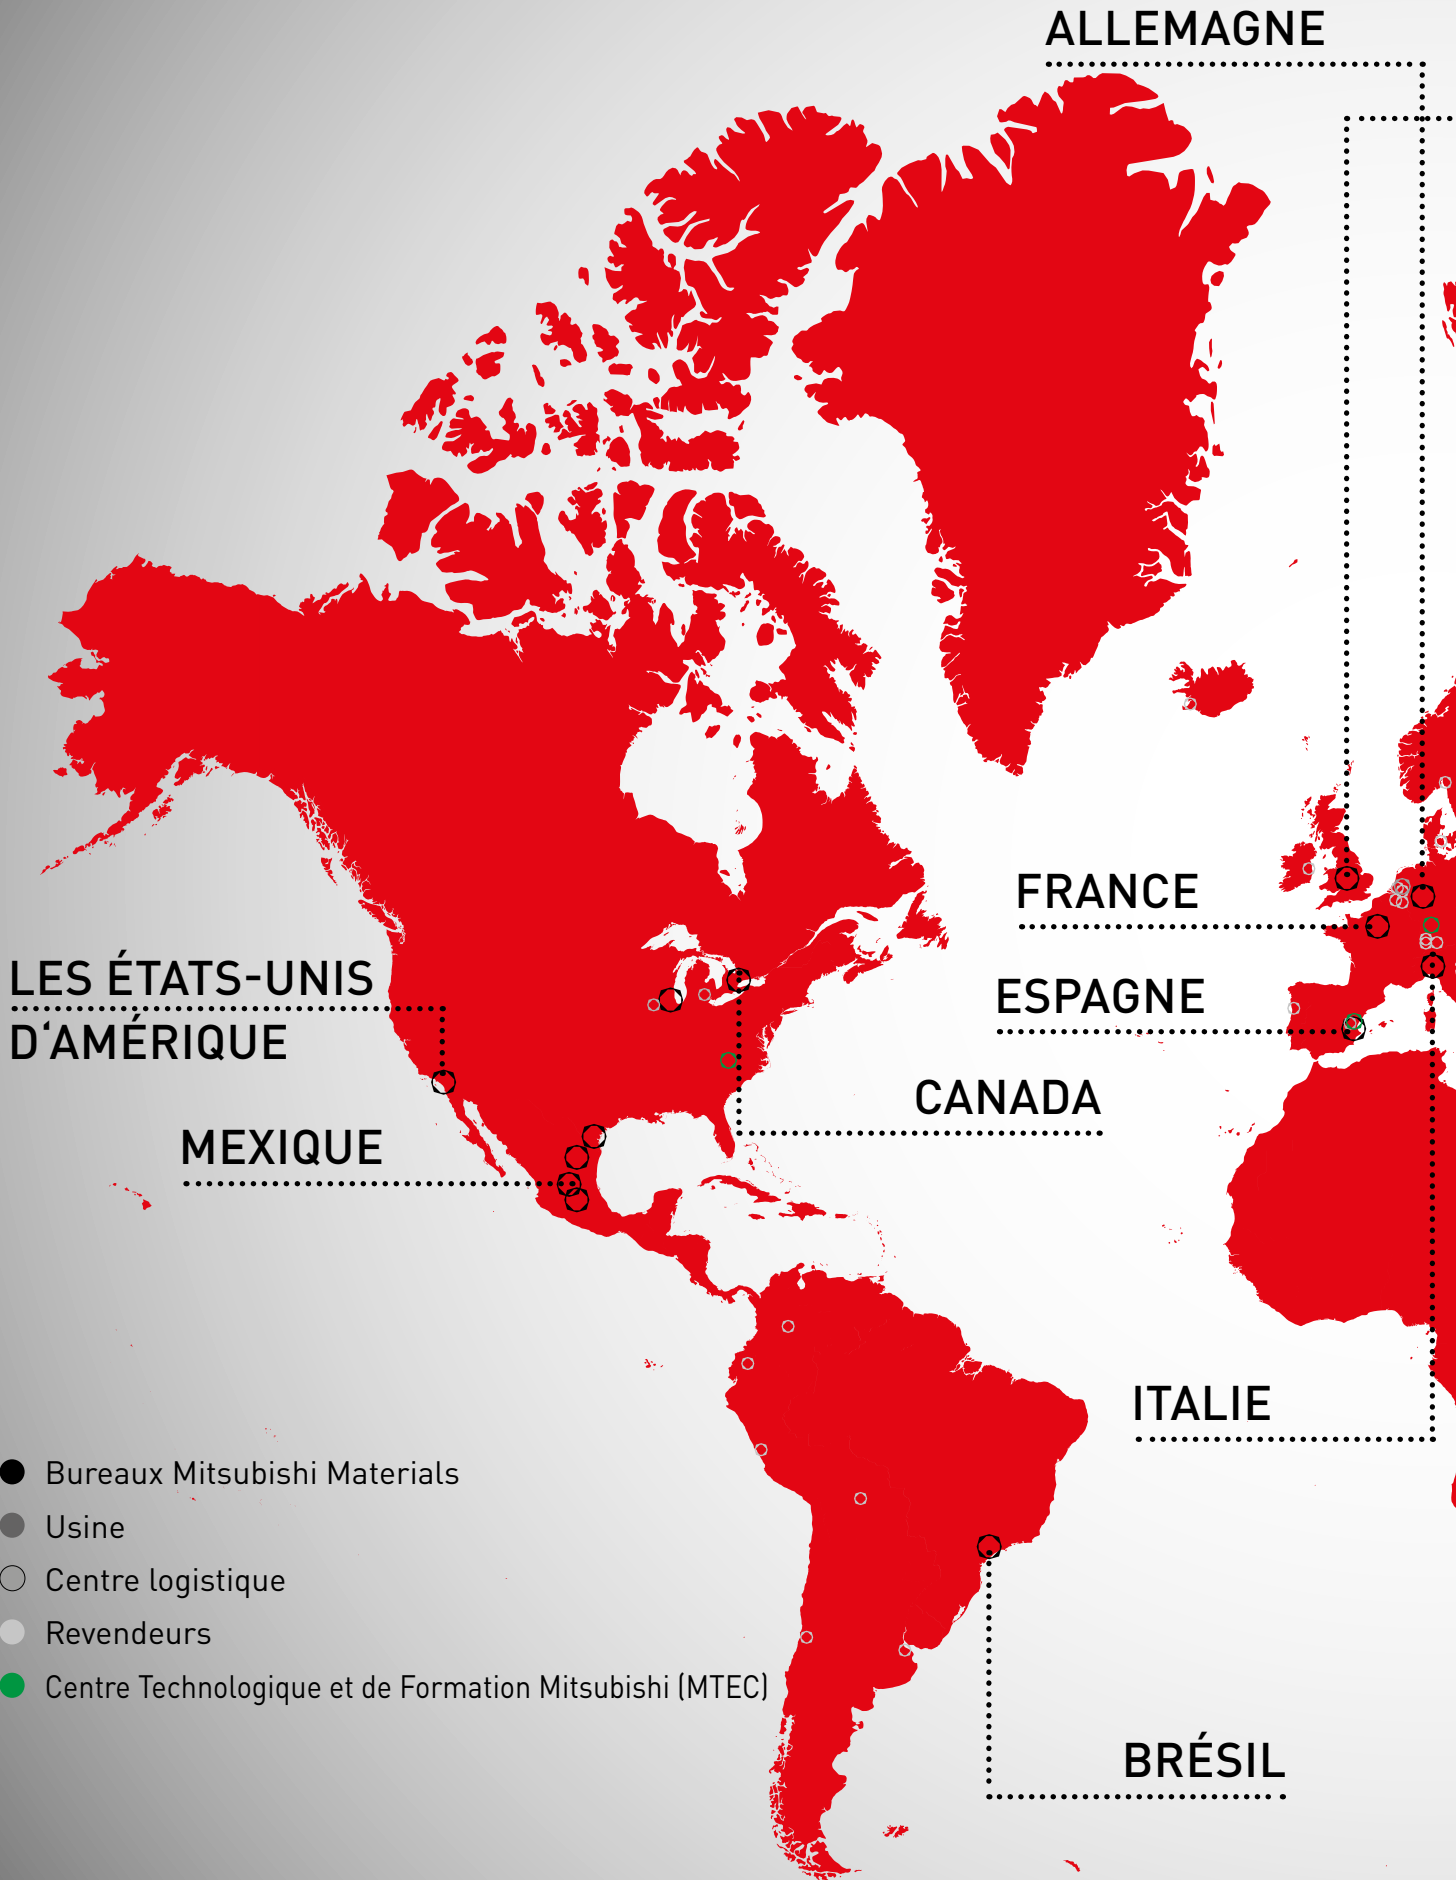 ALLEMAGNE
FRANCE
LES ÉTATS-UNIS
D‘AMÉRIQUE
ESPAGNE
CANADA
MEXIQUE
ITALIE
Bureaux Mitsubishi Materials
Usine
Centre logistique
Revendeurs
Centre Technologique et de Formation Mitsubishi (MTEC)
BRÉSIL